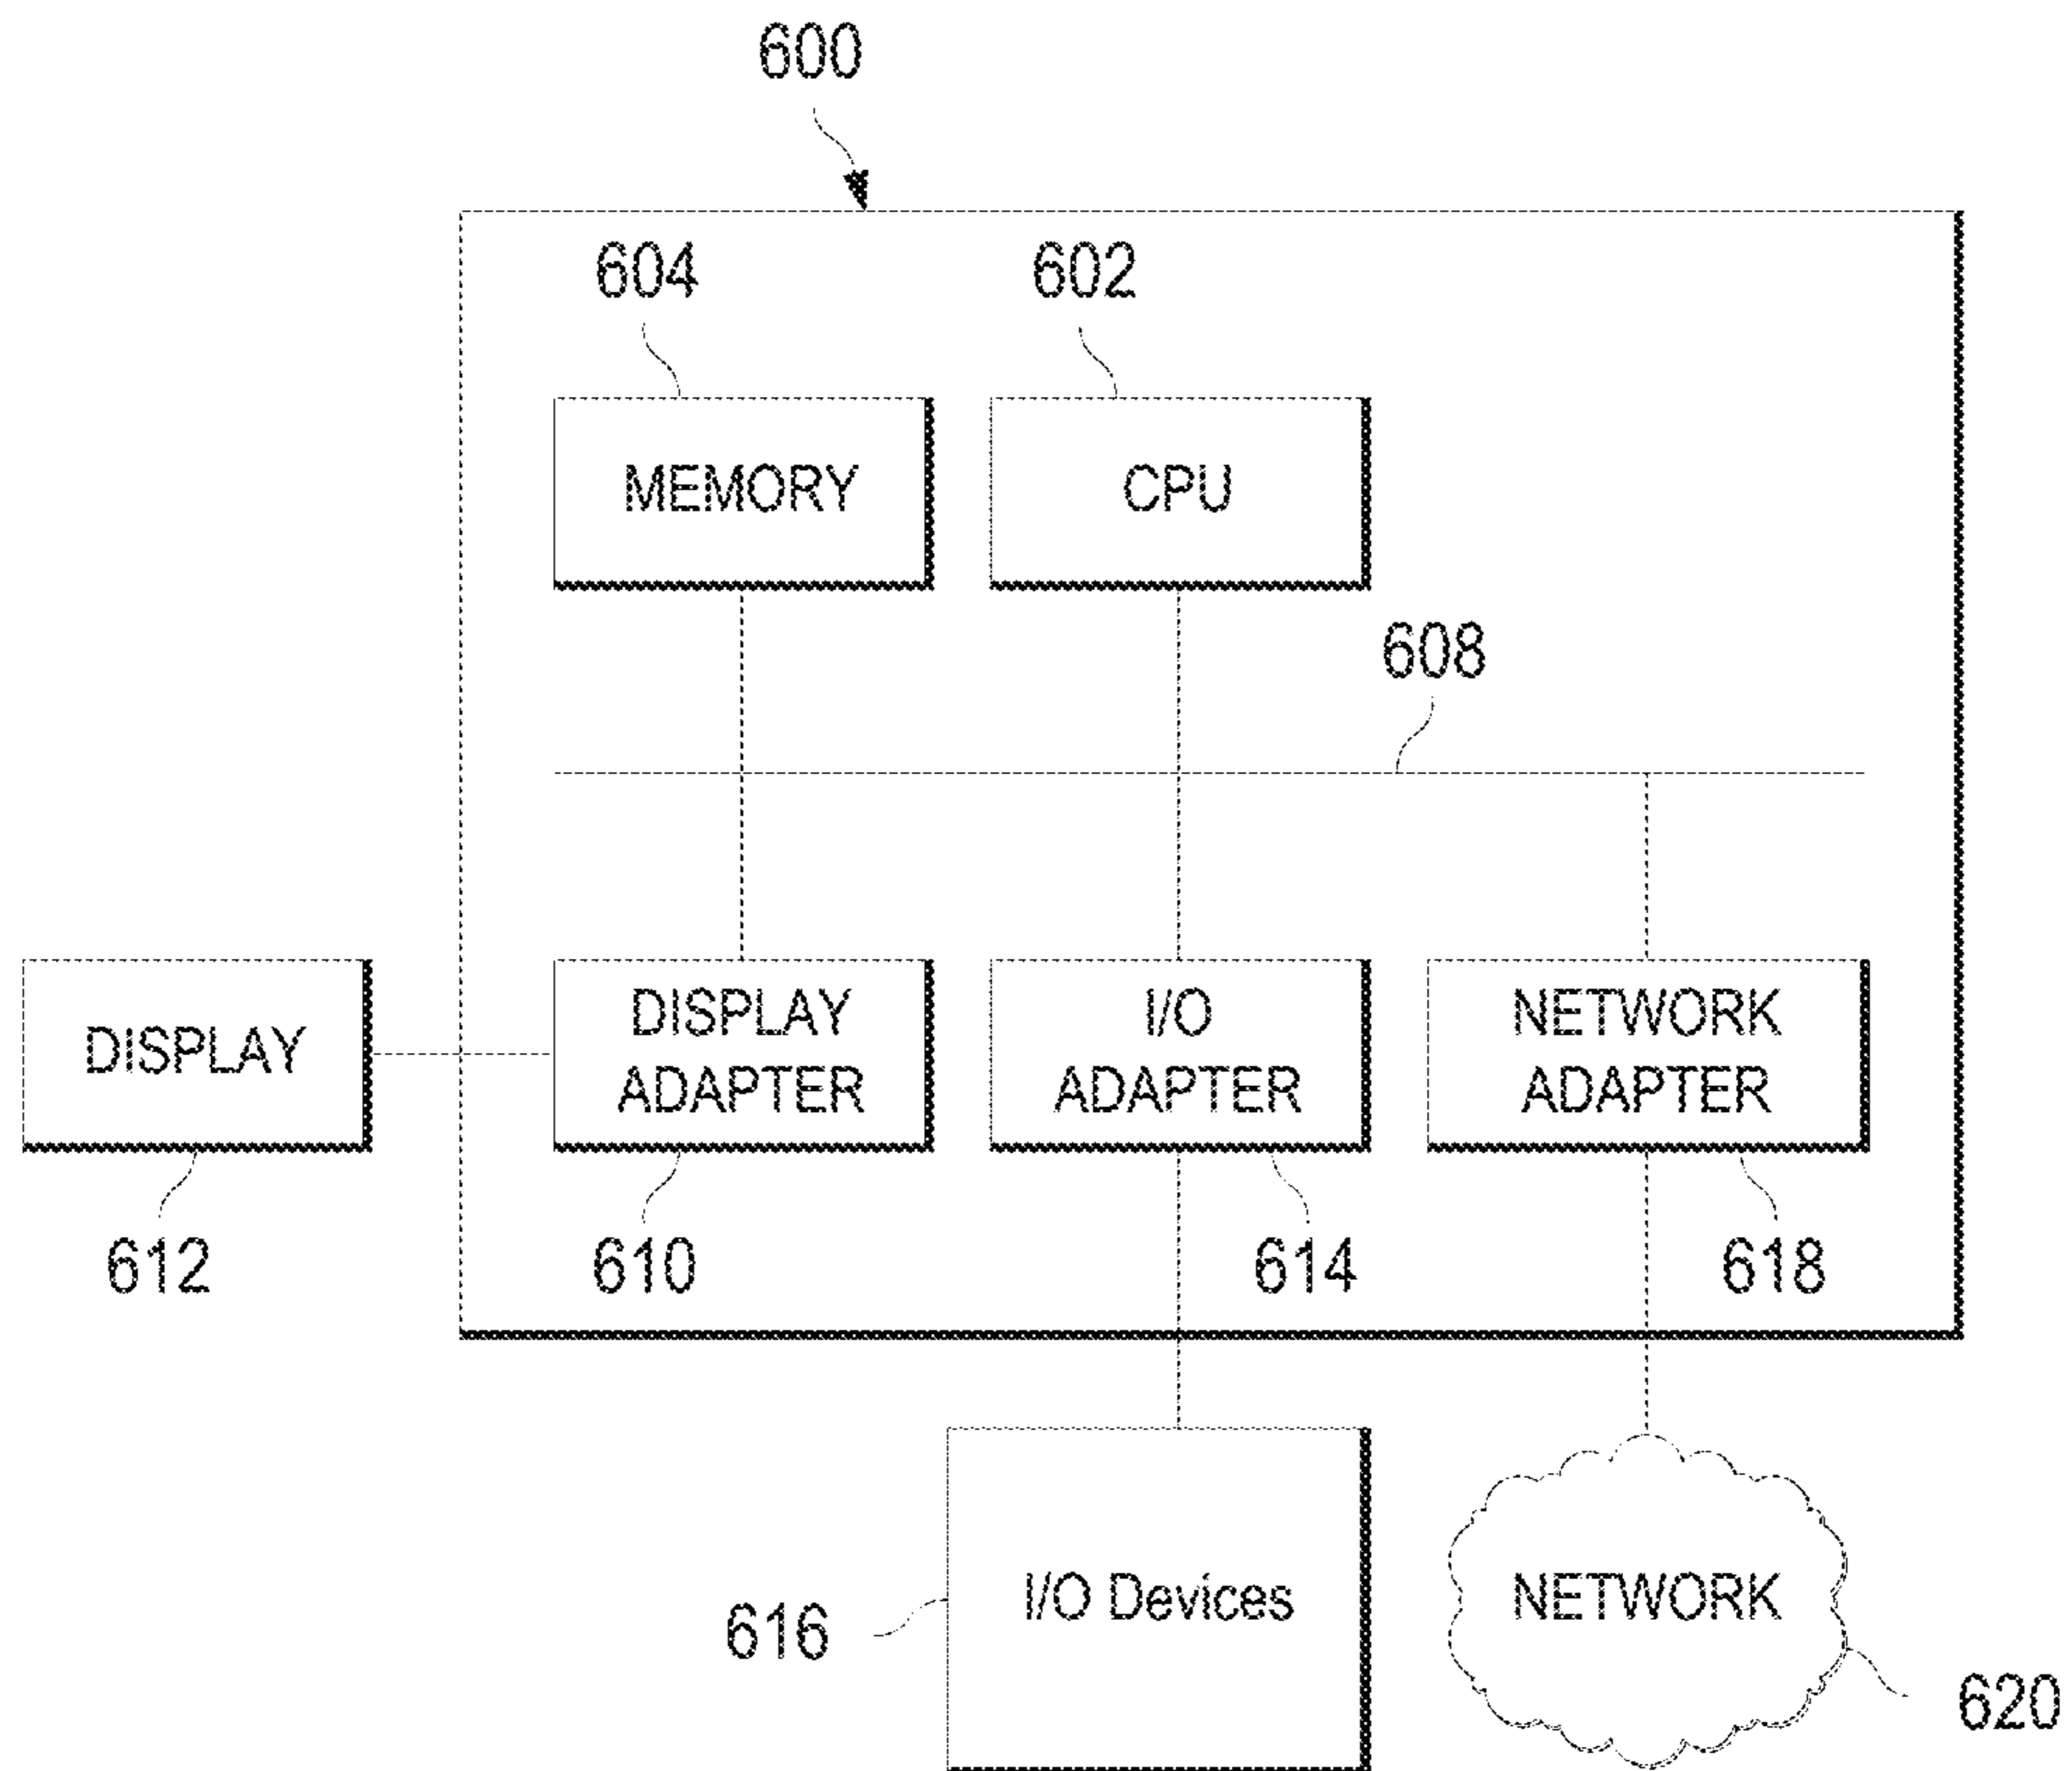 600
604
602
MEMORY
CPU
608
DISPLAY
DISPLAY
ADAPTER
I/O
ADAPTER
NETWORK
ADAPTER
612
610
614
618
I/O Devices
NETWORK
616
620